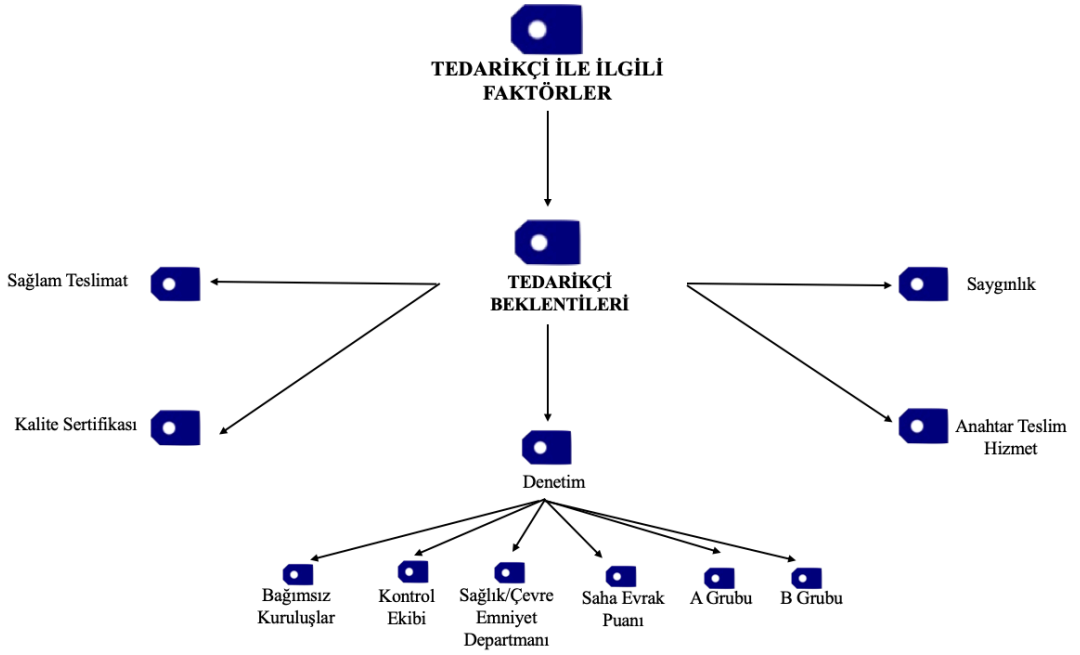 TEDARİKÇİ İLE İLGİLİ
FAKTÖRLER
Sağlam Teslimat
TEDARİKÇİ
BEKLENTİLERİ
Saygınlık
Kalite Sertifikası
Anahtar Teslim
Hizmet
Denetim
Bağımsız
Kuruluşlar
Kontrol
Ekibi
Sağlık/Çevre
Emniyet
Departmanı
Saha Evrak
Puanı
A Grubu
B Grubu